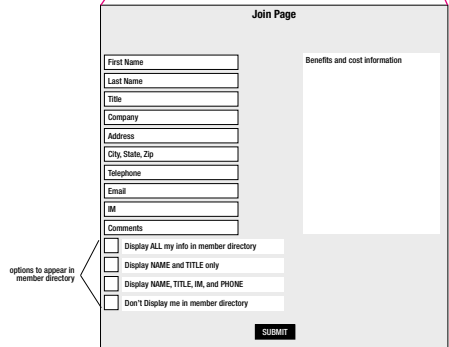 Join Page
First Name
Last Name
Title
Company
Address
City, State, Zip
Telephone
Email
IM
Comments
Benefits and cost information
options to appear in
member directory
Display ALL my info in member directory
Display NAME and TITLE only
Display NAME, TITLE, IM, and PHONE
Don't Display me in member directory
SUBMIT